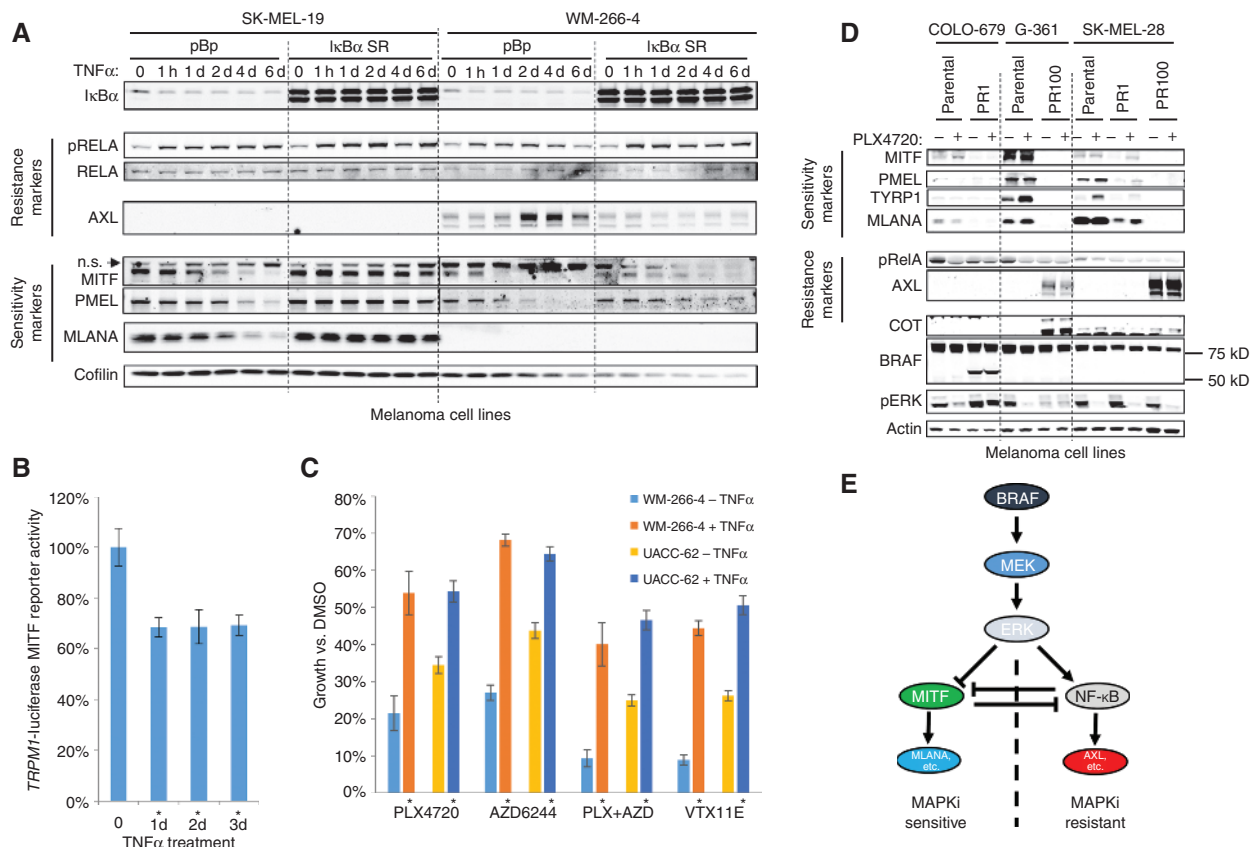 A
SK-MEL-19
WM-266-4
pBp
IκBα SR
pBp
IκBα SR
TNFα: 0 1 h 1 d 2 d 4 d 6 d 0 1 h 1 d 2 d 4 d 6 d 0 1 h 1 d 2 d 4 d 6 d 0 1 h 1 d 2 d 4 d 6 d
IκBα
Resistance markers
pRELA
RELA
AXL
Sensitivity markers
n.s.
MITF
PMEL
MLANA
Cofilin
Melanoma cell lines
B
TRPM1-luciferase MITF reporter activity
120%
100%
80%
60%
40%
20%
0%
0 1d 2d 3d
* * *
TNFα treatment
C
Growth vs. DMSO
80%
70%
60%
50%
40%
30%
20%
10%
0%
WM-266-4 – TNFα
WM-266-4 + TNFα
UACC-62 – TNFα
UACC-62 + TNFα
* * * * * * * *
PLX4720 AZD6244 PLX+AZD VTX11E
D
COLO-679 G-361 SK-MEL-28
Parental PR1 Parental PR100 Parental PR1 PR100
PLX4720: – + – + – + – + – + – + – +
Sensitivity markers
MITF
PMEL
TYRP1
MLANA
Resistance markers
pRelA
AXL
COT
BRAF
75 kD
50 kD
pERK
Actin
Melanoma cell lines
E
BRAF
MEK
ERK
MITF
NF-κB
MLANA, etc.
AXL, etc.
MAPKi sensitive
MAPKi resistant